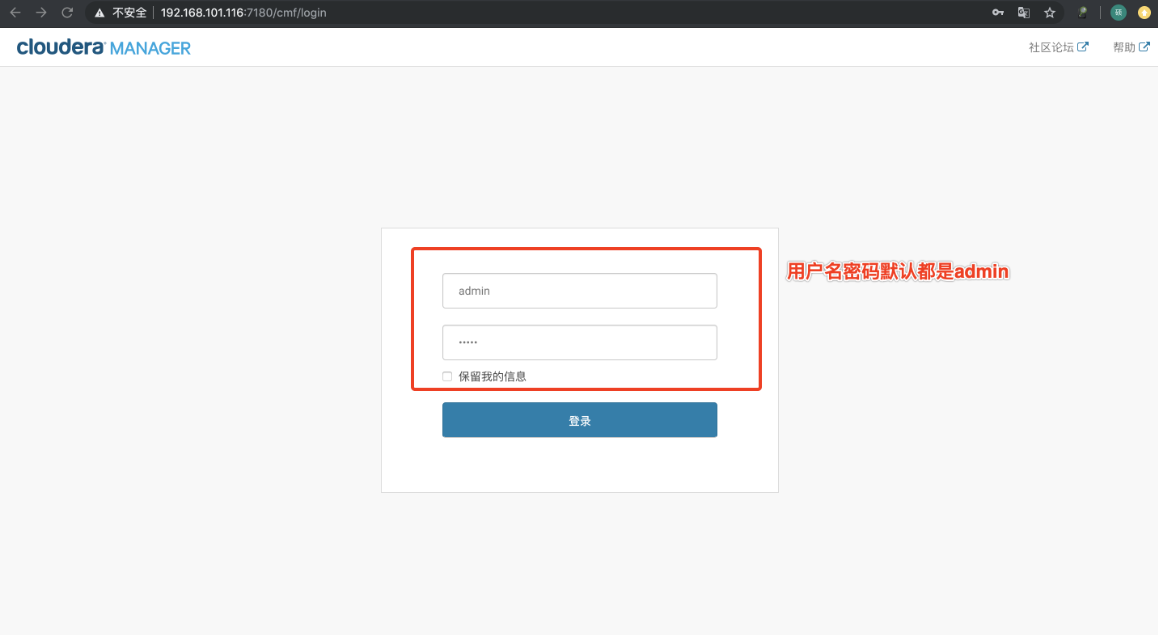 不安全 192.168.101.116:7180/cmf/login
cloudera MANAGER
社区论坛 帮助
用户名密码默认都是admin
admin
•••••
保留我的信息
登录